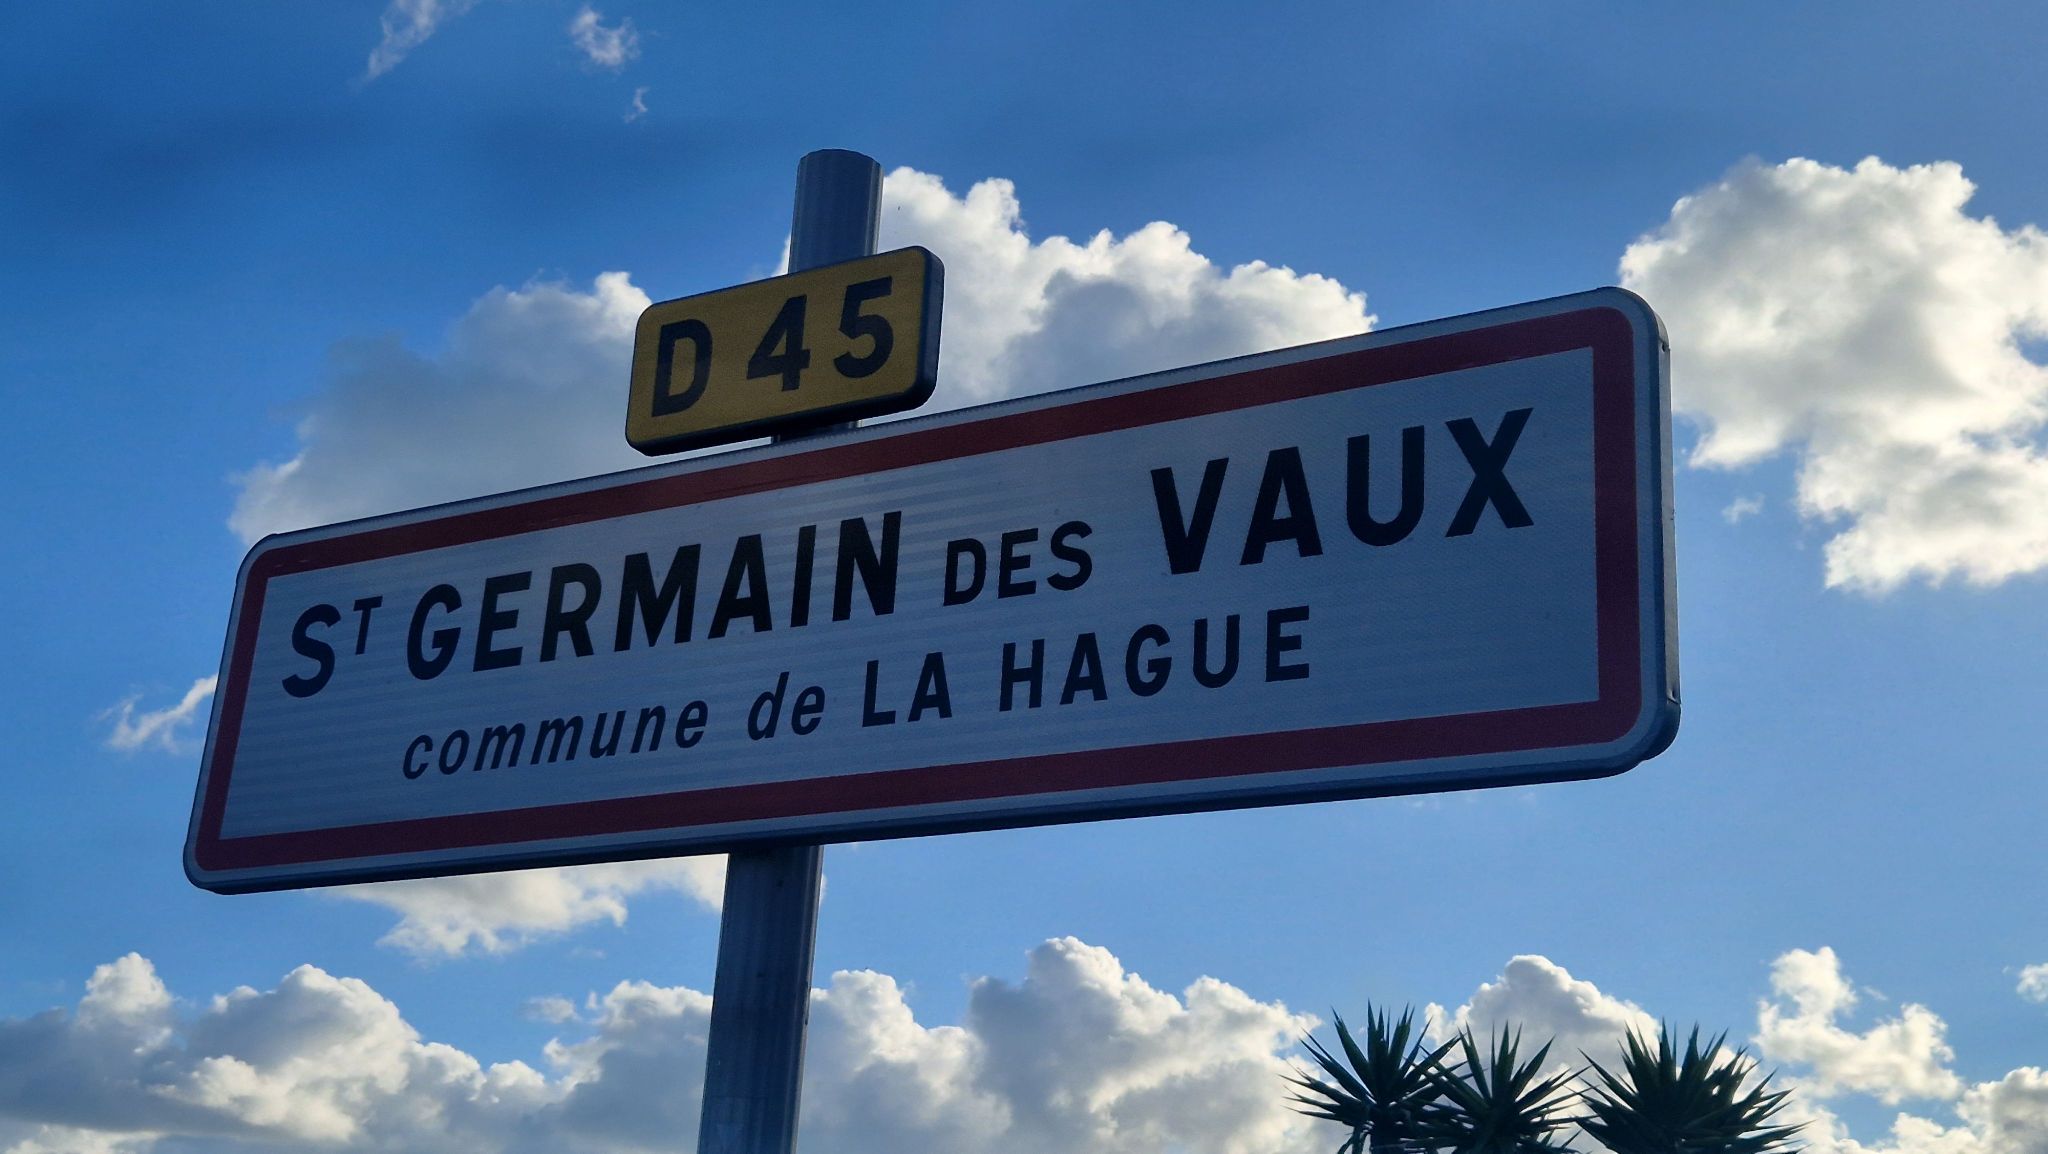 D 45
ST GERMAIN DES VAUX
commune de LA HAGUE